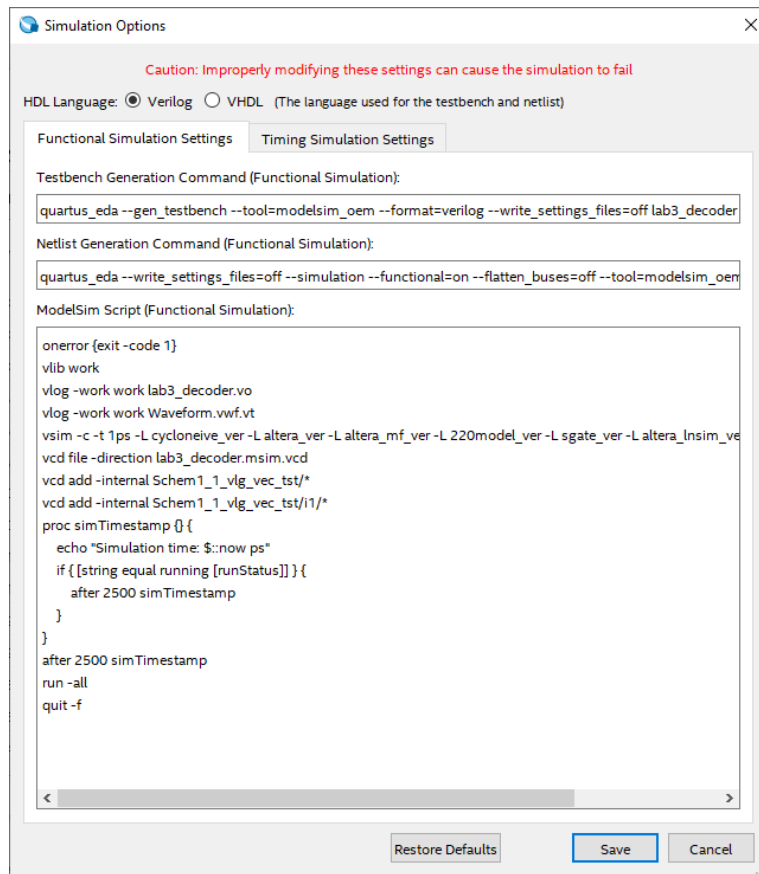 Simulation Options
Caution: Improperly modifying these settings can cause the simulation to fail
HDL Language: Verilog VHDL (The language used for the testbench and netlist)
Functional Simulation Settings Timing Simulation Settings
Testbench Generation Command (Functional Simulation):
quartus_eda --gen_testbench --tool=modelsim_oem --format=verilog --write_settings_files=off lab3_decoder
Netlist Generation Command (Functional Simulation):
quartus_eda --write_settings_files=off --simulation --functional=on --flatten_buses=off --tool=modelsim_oem
ModelSim Script (Functional Simulation):
onerror {exit -code 1}
vlib work
vlog -work work lab3_decoder.vo
vlog -work work Waveform.vwf.vt
vsim -c -t 1ps -L cycloneive_ver -L altera_ver -L altera_mf_ver -L 220model_ver -L sgate_ver -L altera_lnsim_ve
vcd file -direction lab3_decoder.msim.vcd
vcd add -internal Schem1_1_vlg_vec_tst/*
vcd add -internal Schem1_1_vlg_vec_tst/i1/*
proc simTimestamp {} {
echo "Simulation time: $::now ps"
if { [string equal running [runStatus]] } {
after 2500 simTimestamp
}
}
after 2500 simTimestamp
run -all
quit -f
Restore Defaults Save Cancel